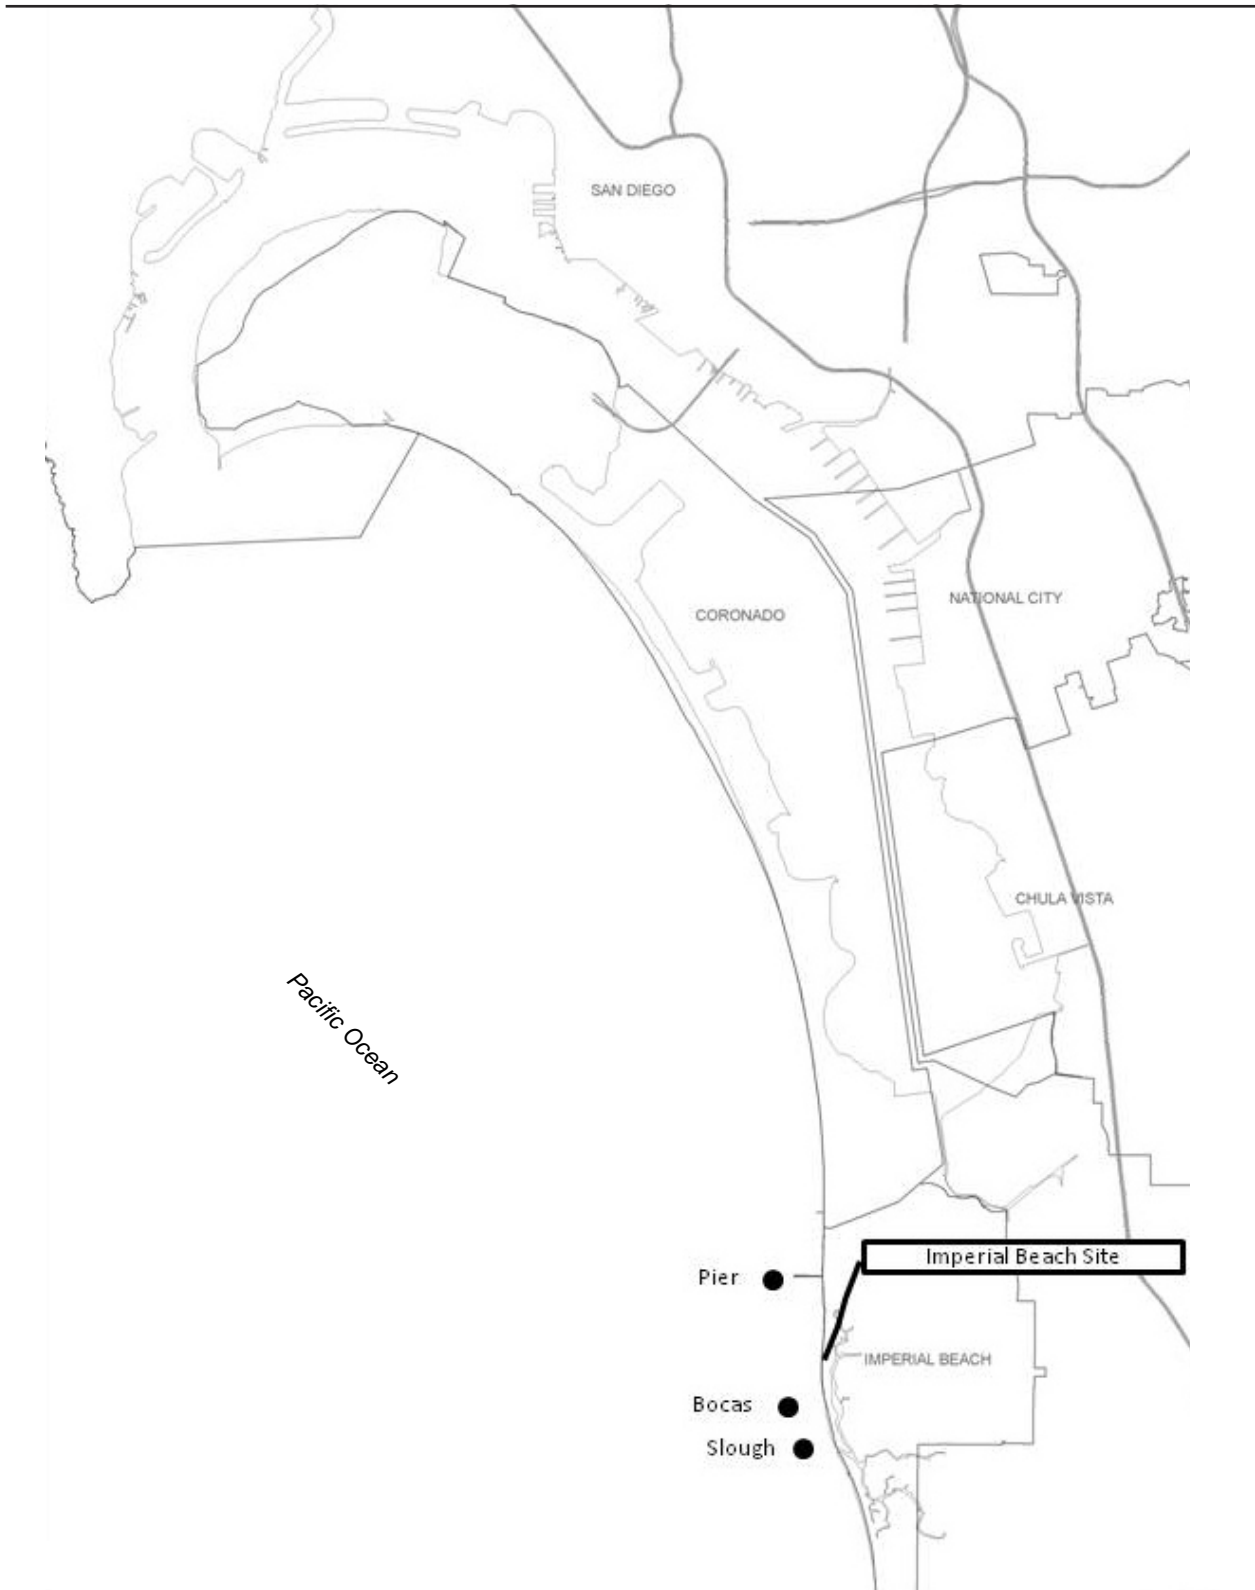 SAN DIEGO
NATIONAL CITY
CORONADO
CHULA VISTA
Pacific Ocean
Imperial Beach Site
Pier
IMPERIAL BEACH
Bocas
Slough